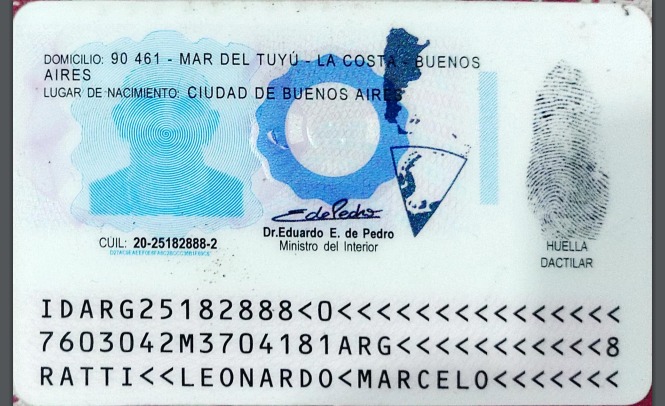 DOMICILIO: 90 461 - MAR DEL TUYÚ - LA COSTA - BUENOS
AIRES
LUGAR DE NACIMIENTO: CIUDAD DE BUENOS AIRES
CUIL: 20-25182888-2
Dr.Eduardo E. de Pedro
Ministro del Interior
HUELLA
DACTILAR
IDARG25182888<0<<<<<<<<<<<<<<<
7603042M3704181ARG<<<<<<<<<<<8
RATTI<<LEONARDO<MARCELO<<<<<<<